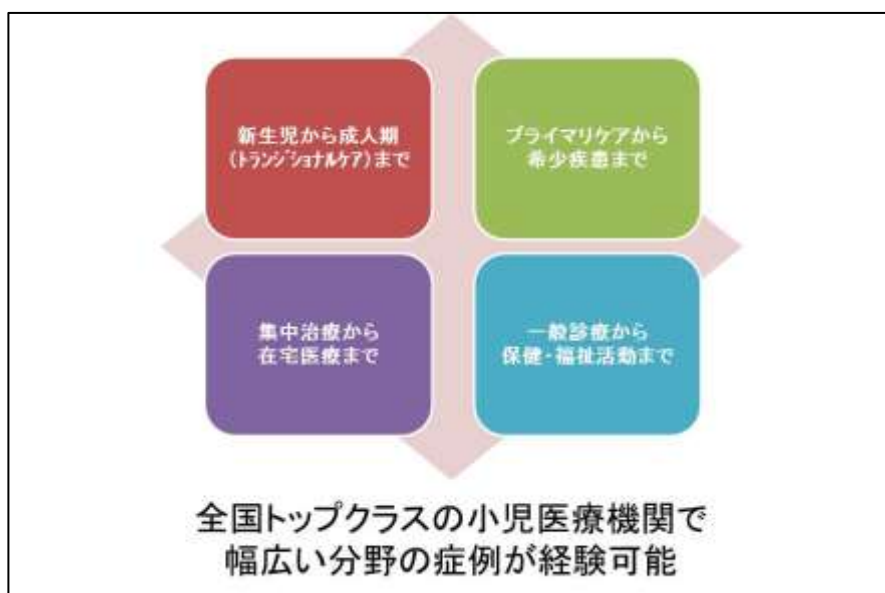 新生児から成人期
(トランジショナルケア)まで
プライマリケアから
希少疾患まで
集中治療から
在宅医療まで
一般診療から
保健・福祉活動まで
全国トップクラスの小児医療機関で
幅広い分野の症例が経験可能